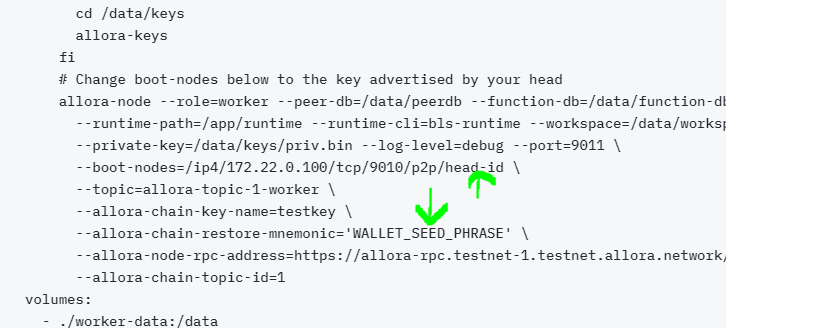 cd /data/keys
allora-keys
fi
# Change boot-nodes below to the key advertised by your head
allora-node --role=worker --peer-db=/data/peerdb --function-db=/data/function-db
--runtime-path=/app/runtime --runtime-cli=bls-runtime --workspace=/data/worksp
--private-key=/data/keys/priv.bin --log-level=debug --port=9011 \
--boot-nodes=/ip4/172.22.0.100/tcp/9010/p2p/head-id \
--topic=allora-topic-1-worker \
--allora-chain-key-name=testkey \
--allora-chain-restore-mnemonic='WALLET_SEED_PHRASE' \
--allora-node-rpc-address=https://allora-rpc.testnet-1.testnet.allora.network/
--allora-chain-topic-id=1
volumes:
- ./worker-data:/data